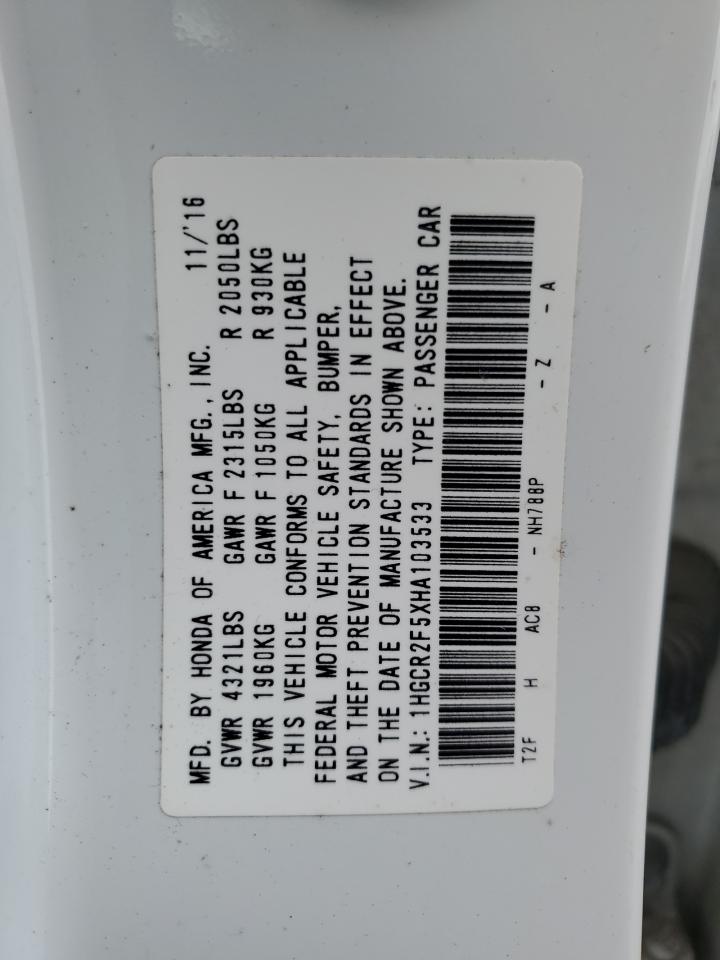 MFD. BY HONDA OF AMERICA MFG., INC. 11/'16
GVWR 4321LBS GAWR F 2315LBS R 2050LBS
GVWR 1960KG GAWR F 1050KG R 930KG
THIS VEHICLE CONFORMS TO ALL APPLICABLE
FEDERAL MOTOR VEHICLE SAFETY, BUMPER,
AND THEFT PREVENTION STANDARDS IN EFFECT
ON THE DATE OF MANUFACTURE SHOWN ABOVE.
V.I.N.: 1HGCR2F5XHA103533 TYPE: PASSENGER CAR
T2F H AC8 - NH788P - Z - A